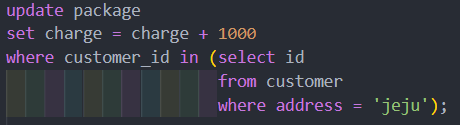 update package
set charge = charge + 1000
where customer_id in (select id
from customer
where address = 'jeju');